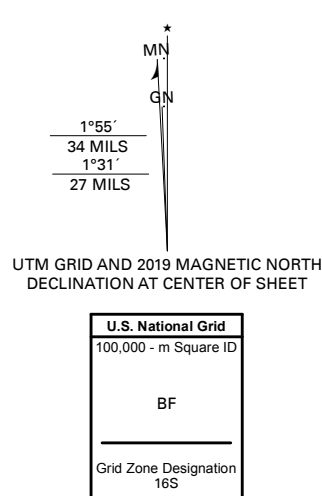 MN
GN
1°55´
34 MILS
1°31´
27 MILS
UTM GRID AND 2019 MAGNETIC NORTH
DECLINATION AT CENTER OF SHEET
U.S. National Grid
100,000 - m Square ID
BF
Grid Zone Designation
16S